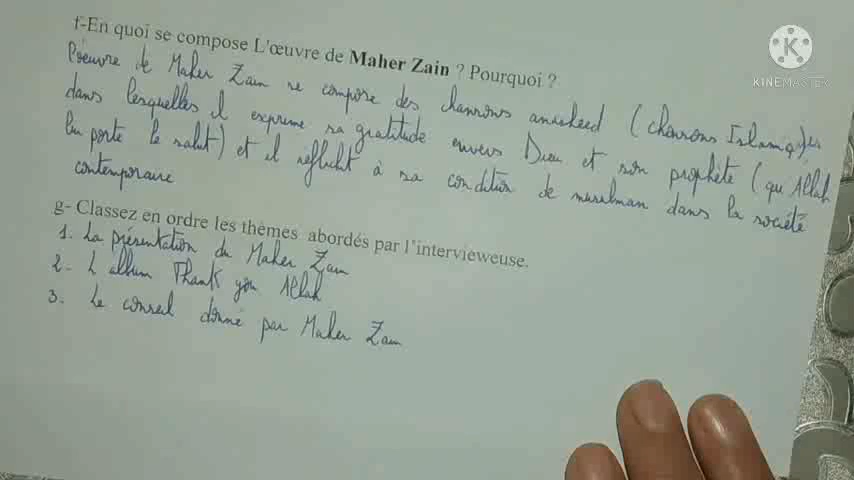 f-En quoi se compose L'œuvre de Maher Zain ? Pourquoi ?
l'œuvre de Maher Zain se compose des chansons anasheed (chansons Islamiques
dans lesquelles il exprime sa gratitude envers Dieu et son prophète (qu'Allah
lui porte le salut) et il réflechit à sa condition de musulman dans la société
contemporaire
g- Classez en ordre les thèmes abordés par l'intervieweuse.
1. La présentation du Maher Zain
2- L'album Thank you Allah
3. Le conseil donné par Maher Zain
KINEMASTER